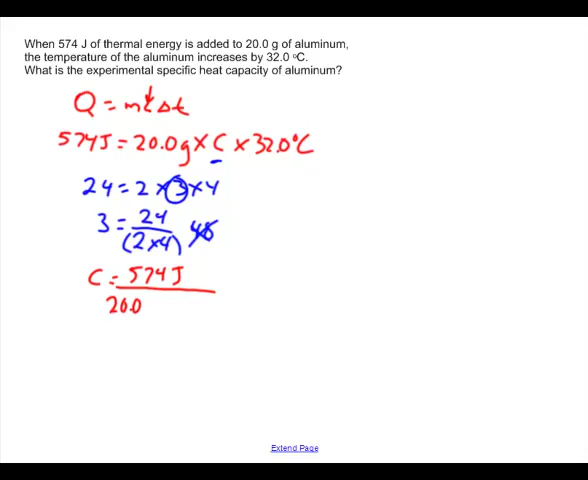 When 574 J of thermal energy is added to 20.0 g of aluminum,
the temperature of the aluminum increases by 32.0 ºC.
What is the experimental specific heat capacity of aluminum?
Q = mc∆t
574J = 20.0g × C × 32.0°C
24 = 2 × 3 × 4
3 = 24
(2×4)
C = 574J
20.0
Extend Page